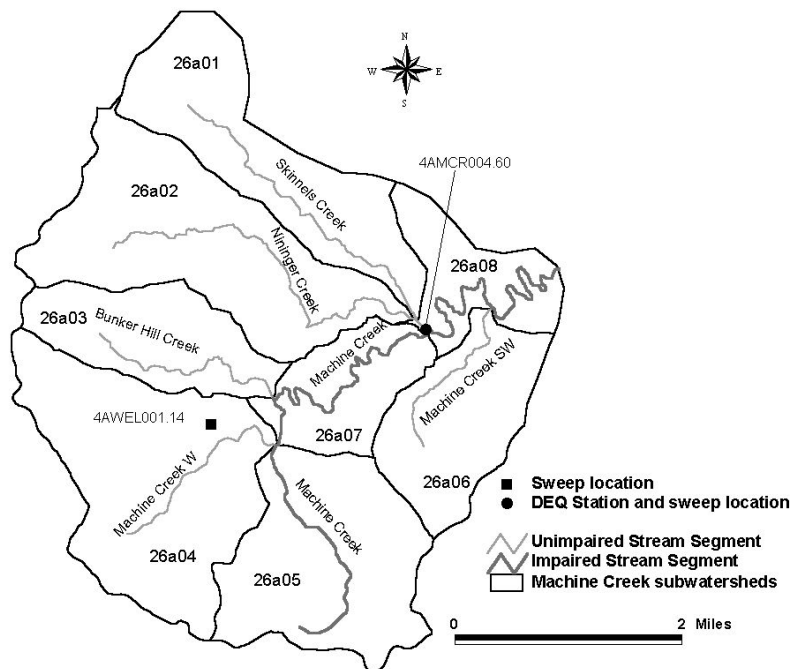 26a01
N
W E
S
4AMCR004.60
Skinnels Creek
26a02
Nininger Creek
26a08
26a03
Bunker Hill Creek
Machine Creek
Machine Creek SW
4AWEL001.14
26a07
Machine Creek W
26a06
Machine Creek
26a04
26a05
Sweep location
DEQ Station and sweep location
Unimpaired Stream Segment
Impaired Stream Segment
Machine Creek subwatersheds
0 2 Miles